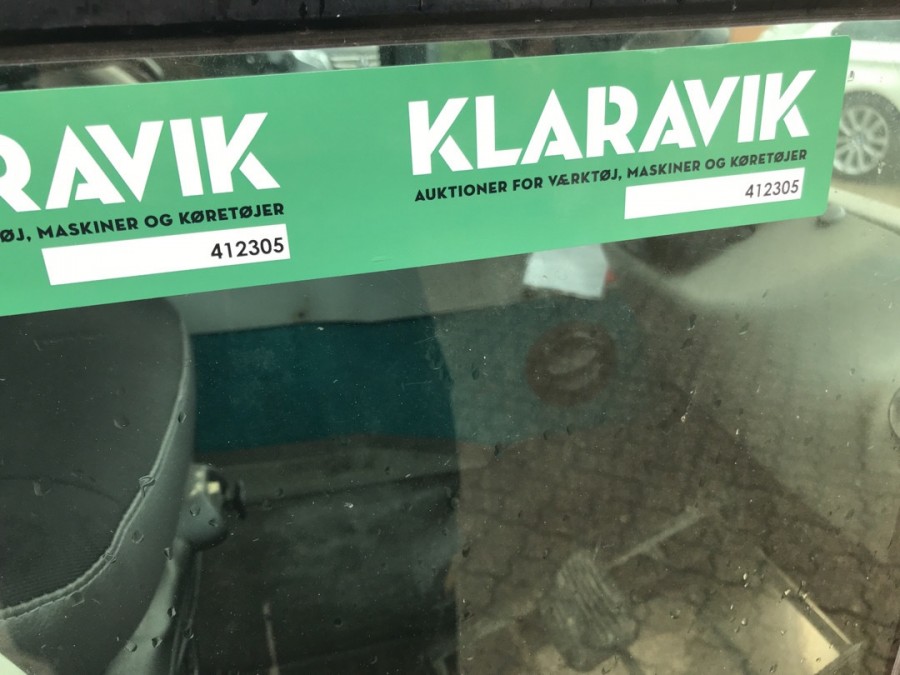 RAVIK
ØJ, MASKINER OG KØRETØJER
412305
KLARAVIK
AUKTIONER FOR VÆRKTØJ, MASKINER OG KØRETØJER
412305